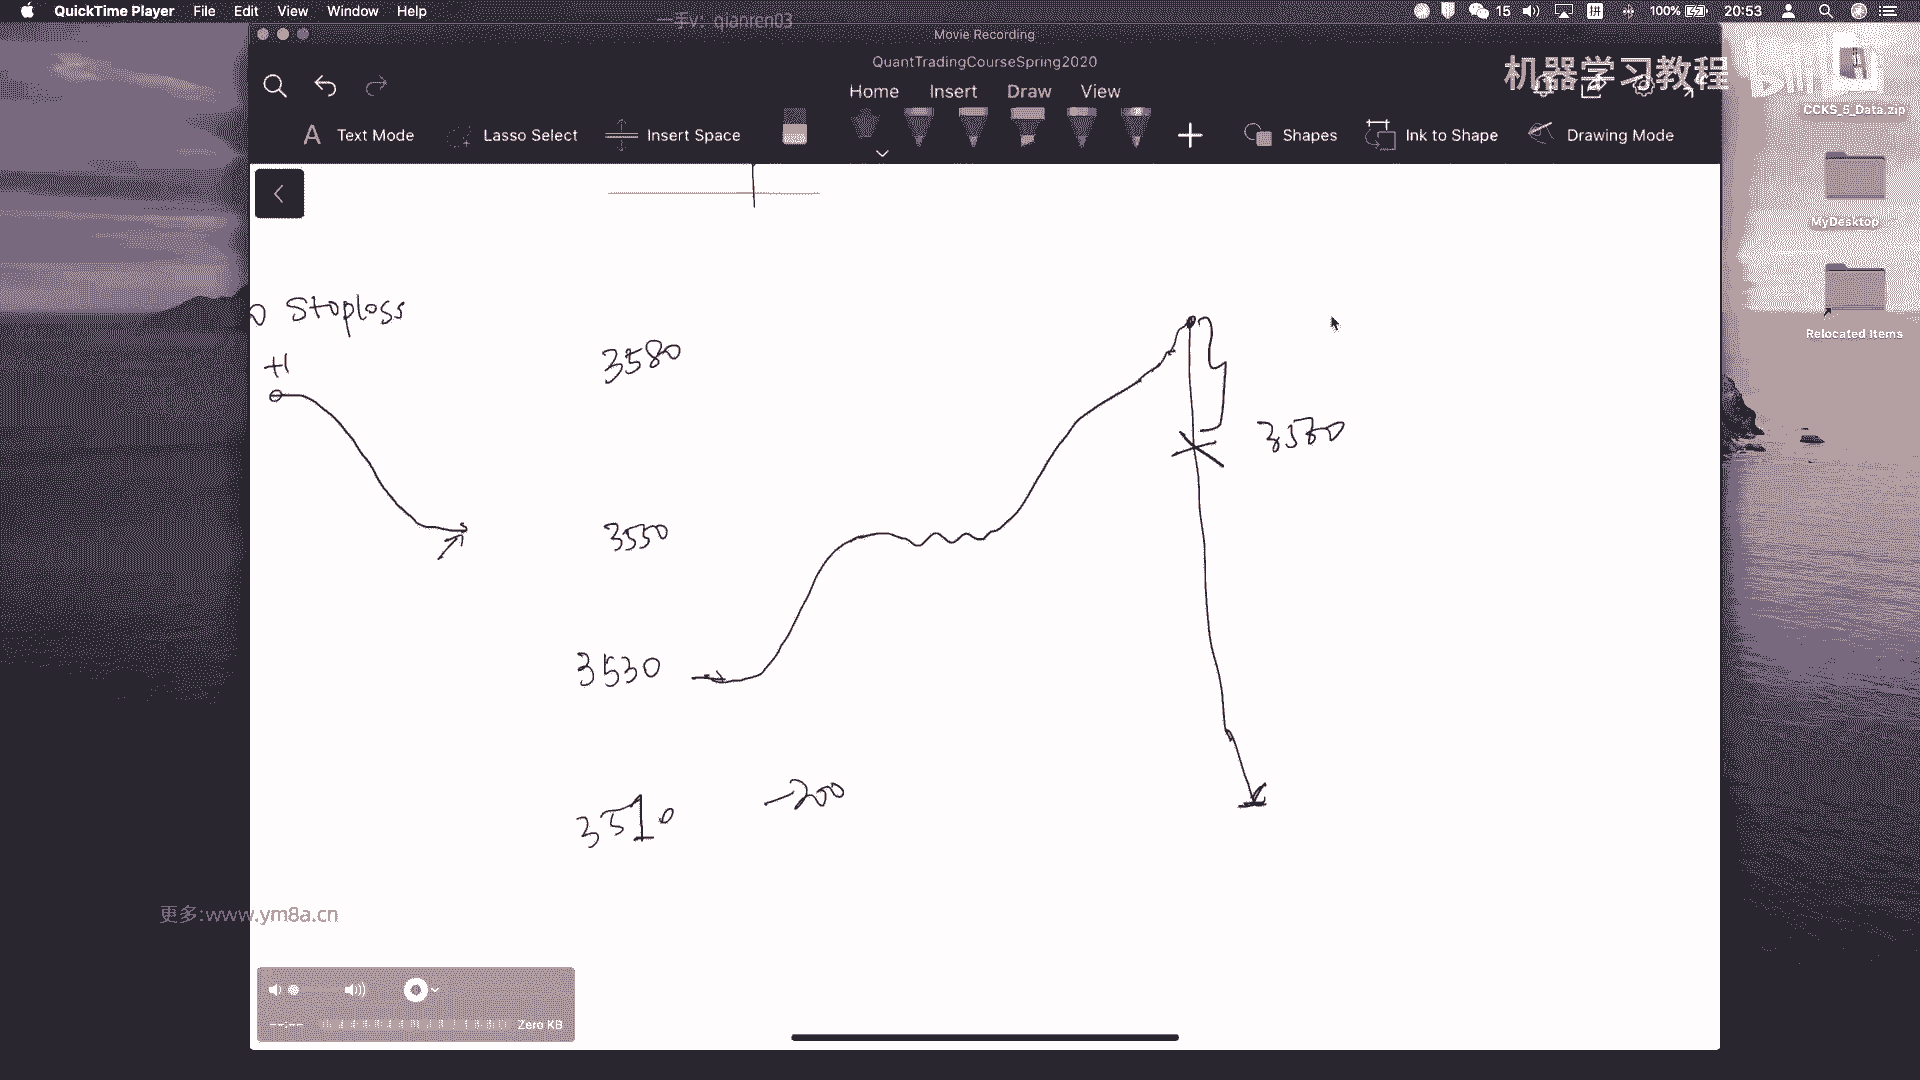 QuickTime Player File Edit View Window Help
15 100% 20:53
一手v: qianren03
Movie Recording
QuantTradingCourseSpring2020
机器学习教程
bili
Home Insert Draw View
CCKS_5_Data.zip
Text Mode Lasso Select Insert Space Shapes Ink to Shape Drawing Mode
MyDesktop
Relocated Items
Stoploss
+1
3580
3550
3530
3510 -200
更多:www.ym8a.cn
--:-- Zero KB